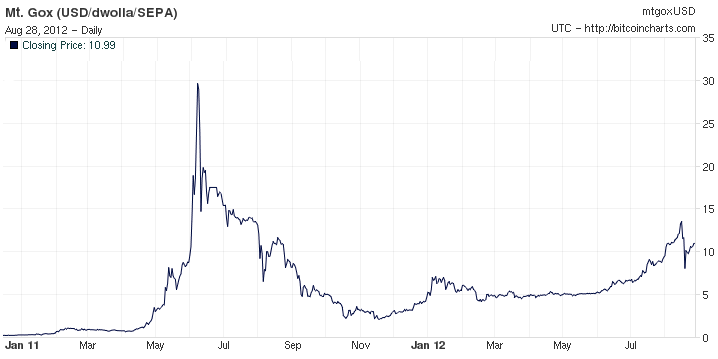 Mt. Gox (USD/dwolla/SEPA)
mtgoxUSD
Aug 28, 2012 – Daily
UTC – http://bitcoincharts.com
Closing Price: 10.99
35
30
25
20
15
10
5
0
Jan 11 Mar May Jul Sep Nov Jan 12 Mar May Jul